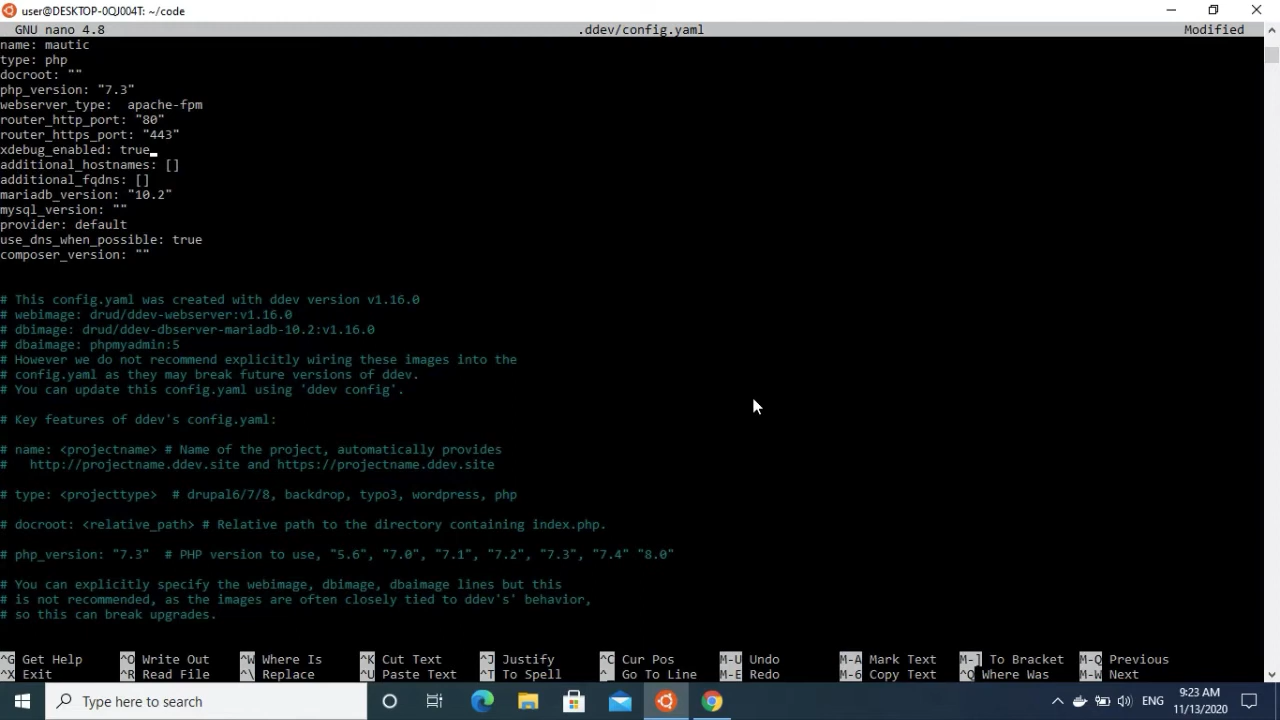 user@DESKTOP-0QJ004T: ~/code
GNU nano 4.8 .ddev/config.yaml Modified
name: mautic
type: php
docroot: ""
php_version: "7.3"
webserver_type:  apache-fpm
router_http_port: "80"
router_https_port: "443"
xdebug_enabled: true
additional_hostnames: []
additional_fqdns: []
mariadb_version: "10.2"
mysql_version: ""
provider: default
use_dns_when_possible: true
composer_version: ""
# This config.yaml was created with ddev version v1.16.0
# webimage: drud/ddev-webserver:v1.16.0
# dbimage: drud/ddev-dbserver-mariadb-10.2:v1.16.0
# dbaimage: phpmyadmin:5
# However we do not recommend explicitly wiring these images into the
# config.yaml as they may break future versions of ddev.
# You can update this config.yaml using 'ddev config'.
# Key features of ddev's config.yaml:
# name: <projectname> # Name of the project, automatically provides
#   http://projectname.ddev.site and https://projectname.ddev.site
# type: <projecttype>  # drupal6/7/8, backdrop, typo3, wordpress, php
# docroot: <relative_path> # Relative path to the directory containing index.php.
# php_version: "7.3"  # PHP version to use, "5.6", "7.0", "7.1", "7.2", "7.3", "7.4" "8.0"
# You can explicitly specify the webimage, dbimage, dbaimage lines but this
# is not recommended, as the images are often closely tied to ddev's' behavior,
# so this can break upgrades.
^G Get Help ^O Write Out ^W Where Is ^K Cut Text ^J Justify ^C Cur Pos M-U Undo M-A Mark Text M-] To Bracket M-Q Previous
^X Exit ^R Read File ^\ Replace ^U Paste Text ^T To Spell ^_ Go To Line M-E Redo M-6 Copy Text ^Q Where Was M-W Next
Type here to search
ENG
9:23 AM
11/13/2020